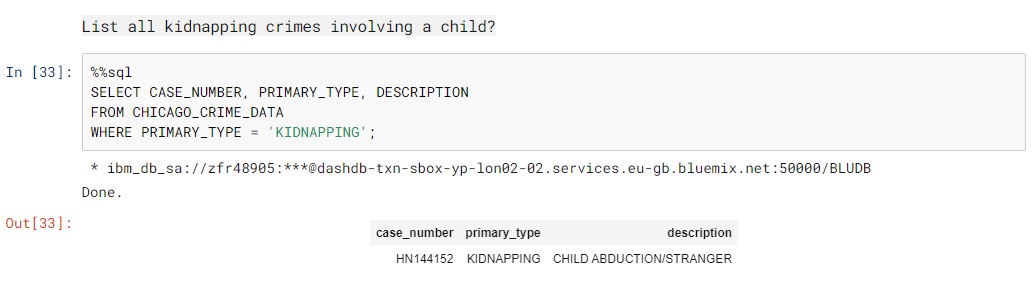 List all kidnapping crimes involving a child?
In [33]: %%sql
SELECT CASE_NUMBER, PRIMARY_TYPE, DESCRIPTION
FROM CHICAGO_CRIME_DATA
WHERE PRIMARY_TYPE = 'KIDNAPPING';
* ibm_db_sa://zfr48905:***@dashdb-txn-sbox-yp-lon02-02.services.eu-gb.bluemix.net:50000/BLUDB
Done.
Out[33]:
case_number primary_type description
HN144152 KIDNAPPING CHILD ABDUCTION/STRANGER